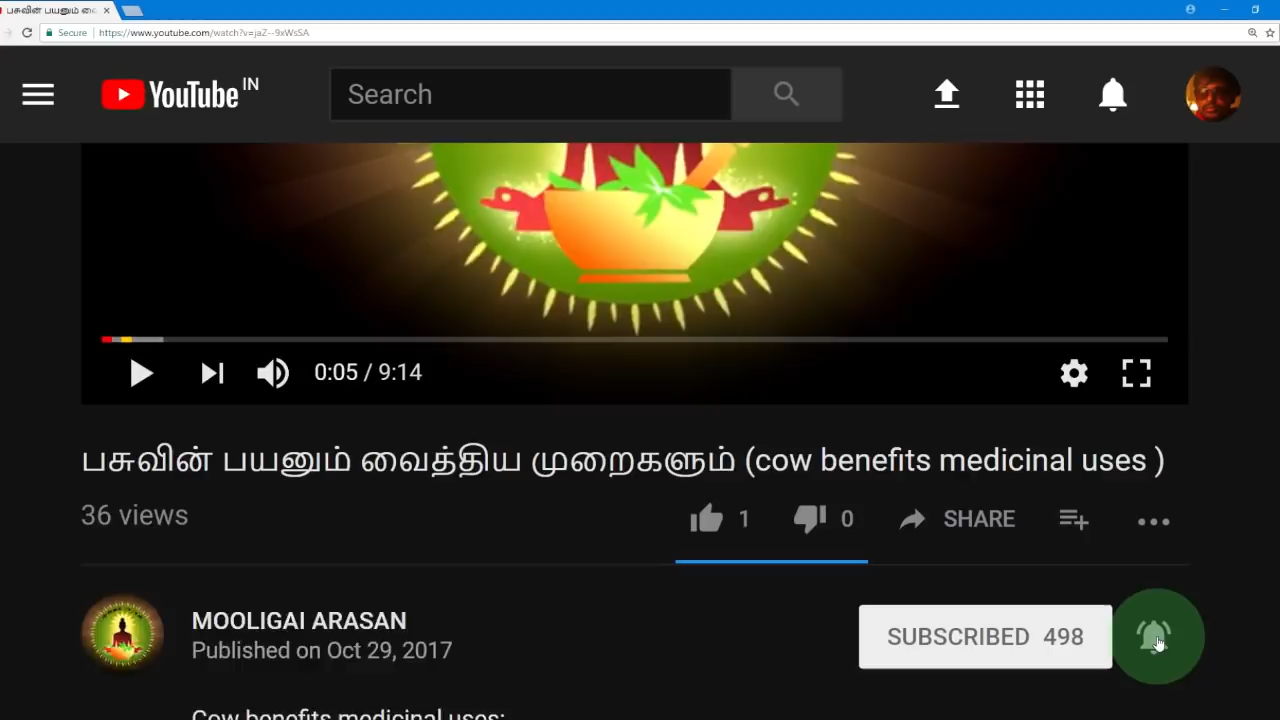 பசுவின் பயனும் வை
Secure https://www.youtube.com/watch?v=jaZ--9xWsSA
YouTube IN
Search
0:05 / 9:14
பசுவின் பயனும் வைத்திய முறைகளும் (cow benefits medicinal uses )
36 views
1 0 SHARE
MOOLIGAI ARASAN
SUBSCRIBED 498
Published on Oct 29, 2017
Cow benefits medicinal uses: